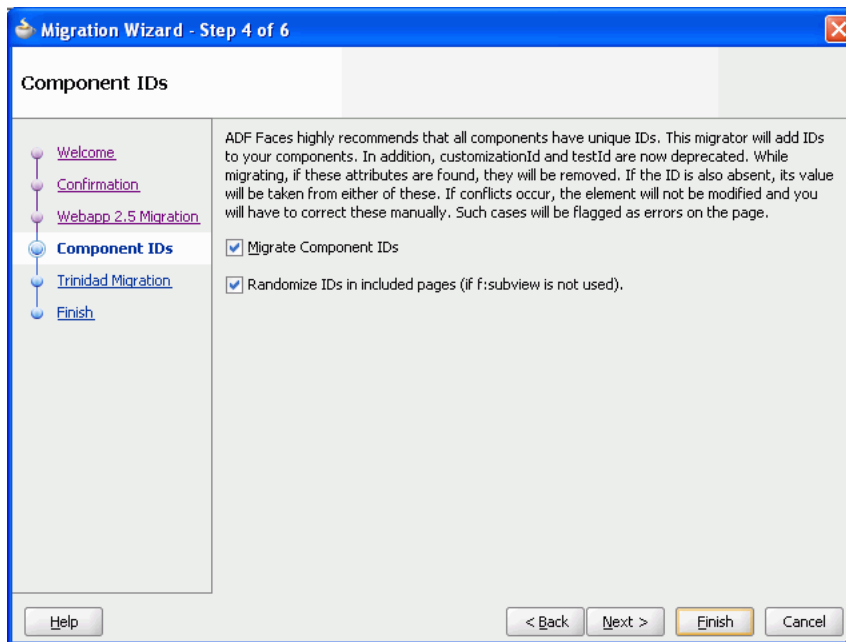 Migration Wizard - Step 4 of 6
Component IDs
Welcome
Confirmation
Webapp 2.5 Migration
Component IDs
Trinidad Migration
Finish
ADF Faces highly recommends that all components have unique IDs. This migrator will add IDs
to your components. In addition, customizationId and testId are now deprecated. While
migrating, if these attributes are found, they will be removed. If the ID is also absent, its value
will be taken from either of these. If conflicts occur, the element will not be modified and you
will have to correct these manually. Such cases will be flagged as errors on the page.
Migrate Component IDs
Randomize IDs in included pages (if f:subview is not used).
Help
< Back
Next >
Finish
Cancel